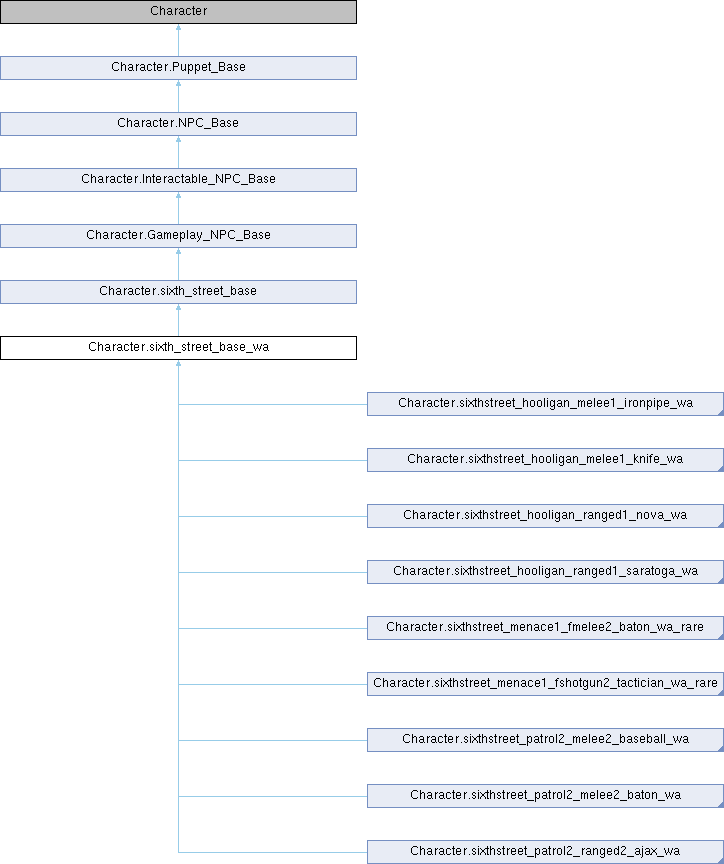 Character
Character.Puppet_Base
Character.NPC_Base
Character.Interactable_NPC_Base
Character.Gameplay_NPC_Base
Character.sixth_street_base
Character.sixth_street_base_wa
Character.sixthstreet_hooligan_melee1_ironpipe_wa
Character.sixthstreet_hooligan_melee1_knife_wa
Character.sixthstreet_hooligan_ranged1_nova_wa
Character.sixthstreet_hooligan_ranged1_saratoga_wa
Character.sixthstreet_menace1_fmelee2_baton_wa_rare
Character.sixthstreet_menace1_fshotgun2_tactician_wa_rare
Character.sixthstreet_patrol2_melee2_baseball_wa
Character.sixthstreet_patrol2_melee2_baton_wa
Character.sixthstreet_patrol2_ranged2_ajax_wa